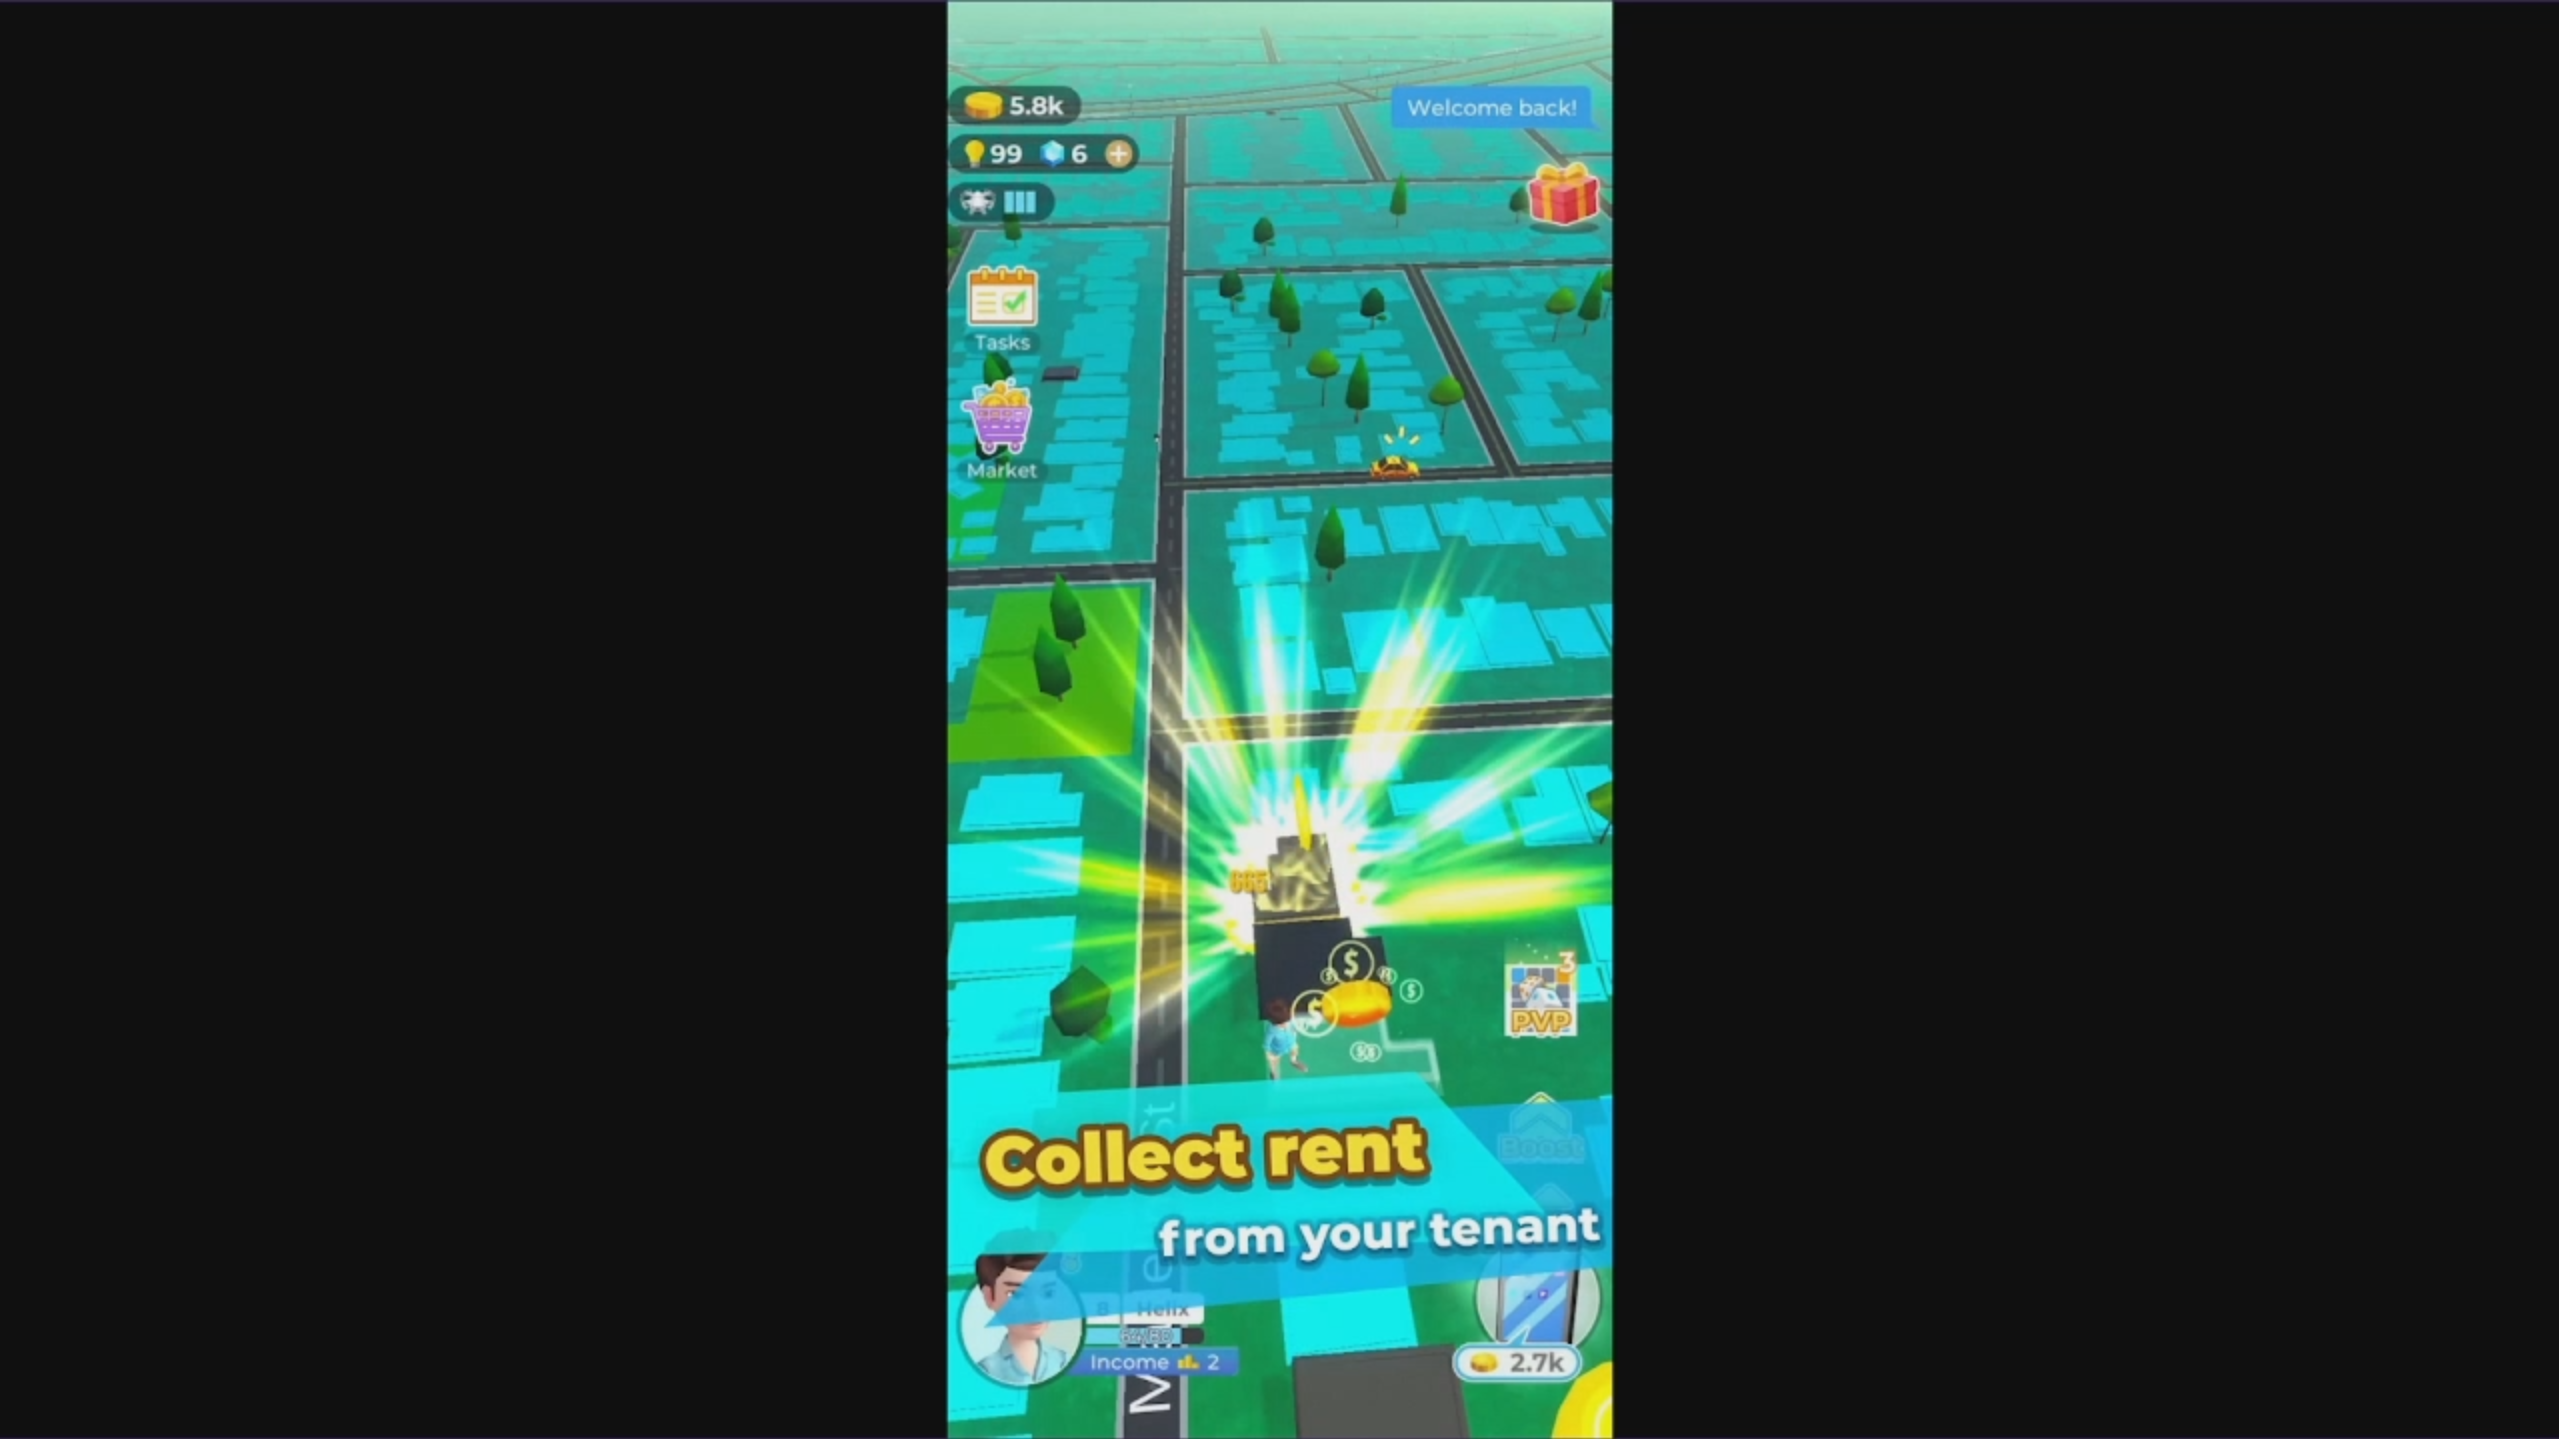 5.8k
Welcome back!
99 6
Tasks
Market
3
PVP
Boost
Collect rent
from your tenant
Helix
Income 2
2.7k